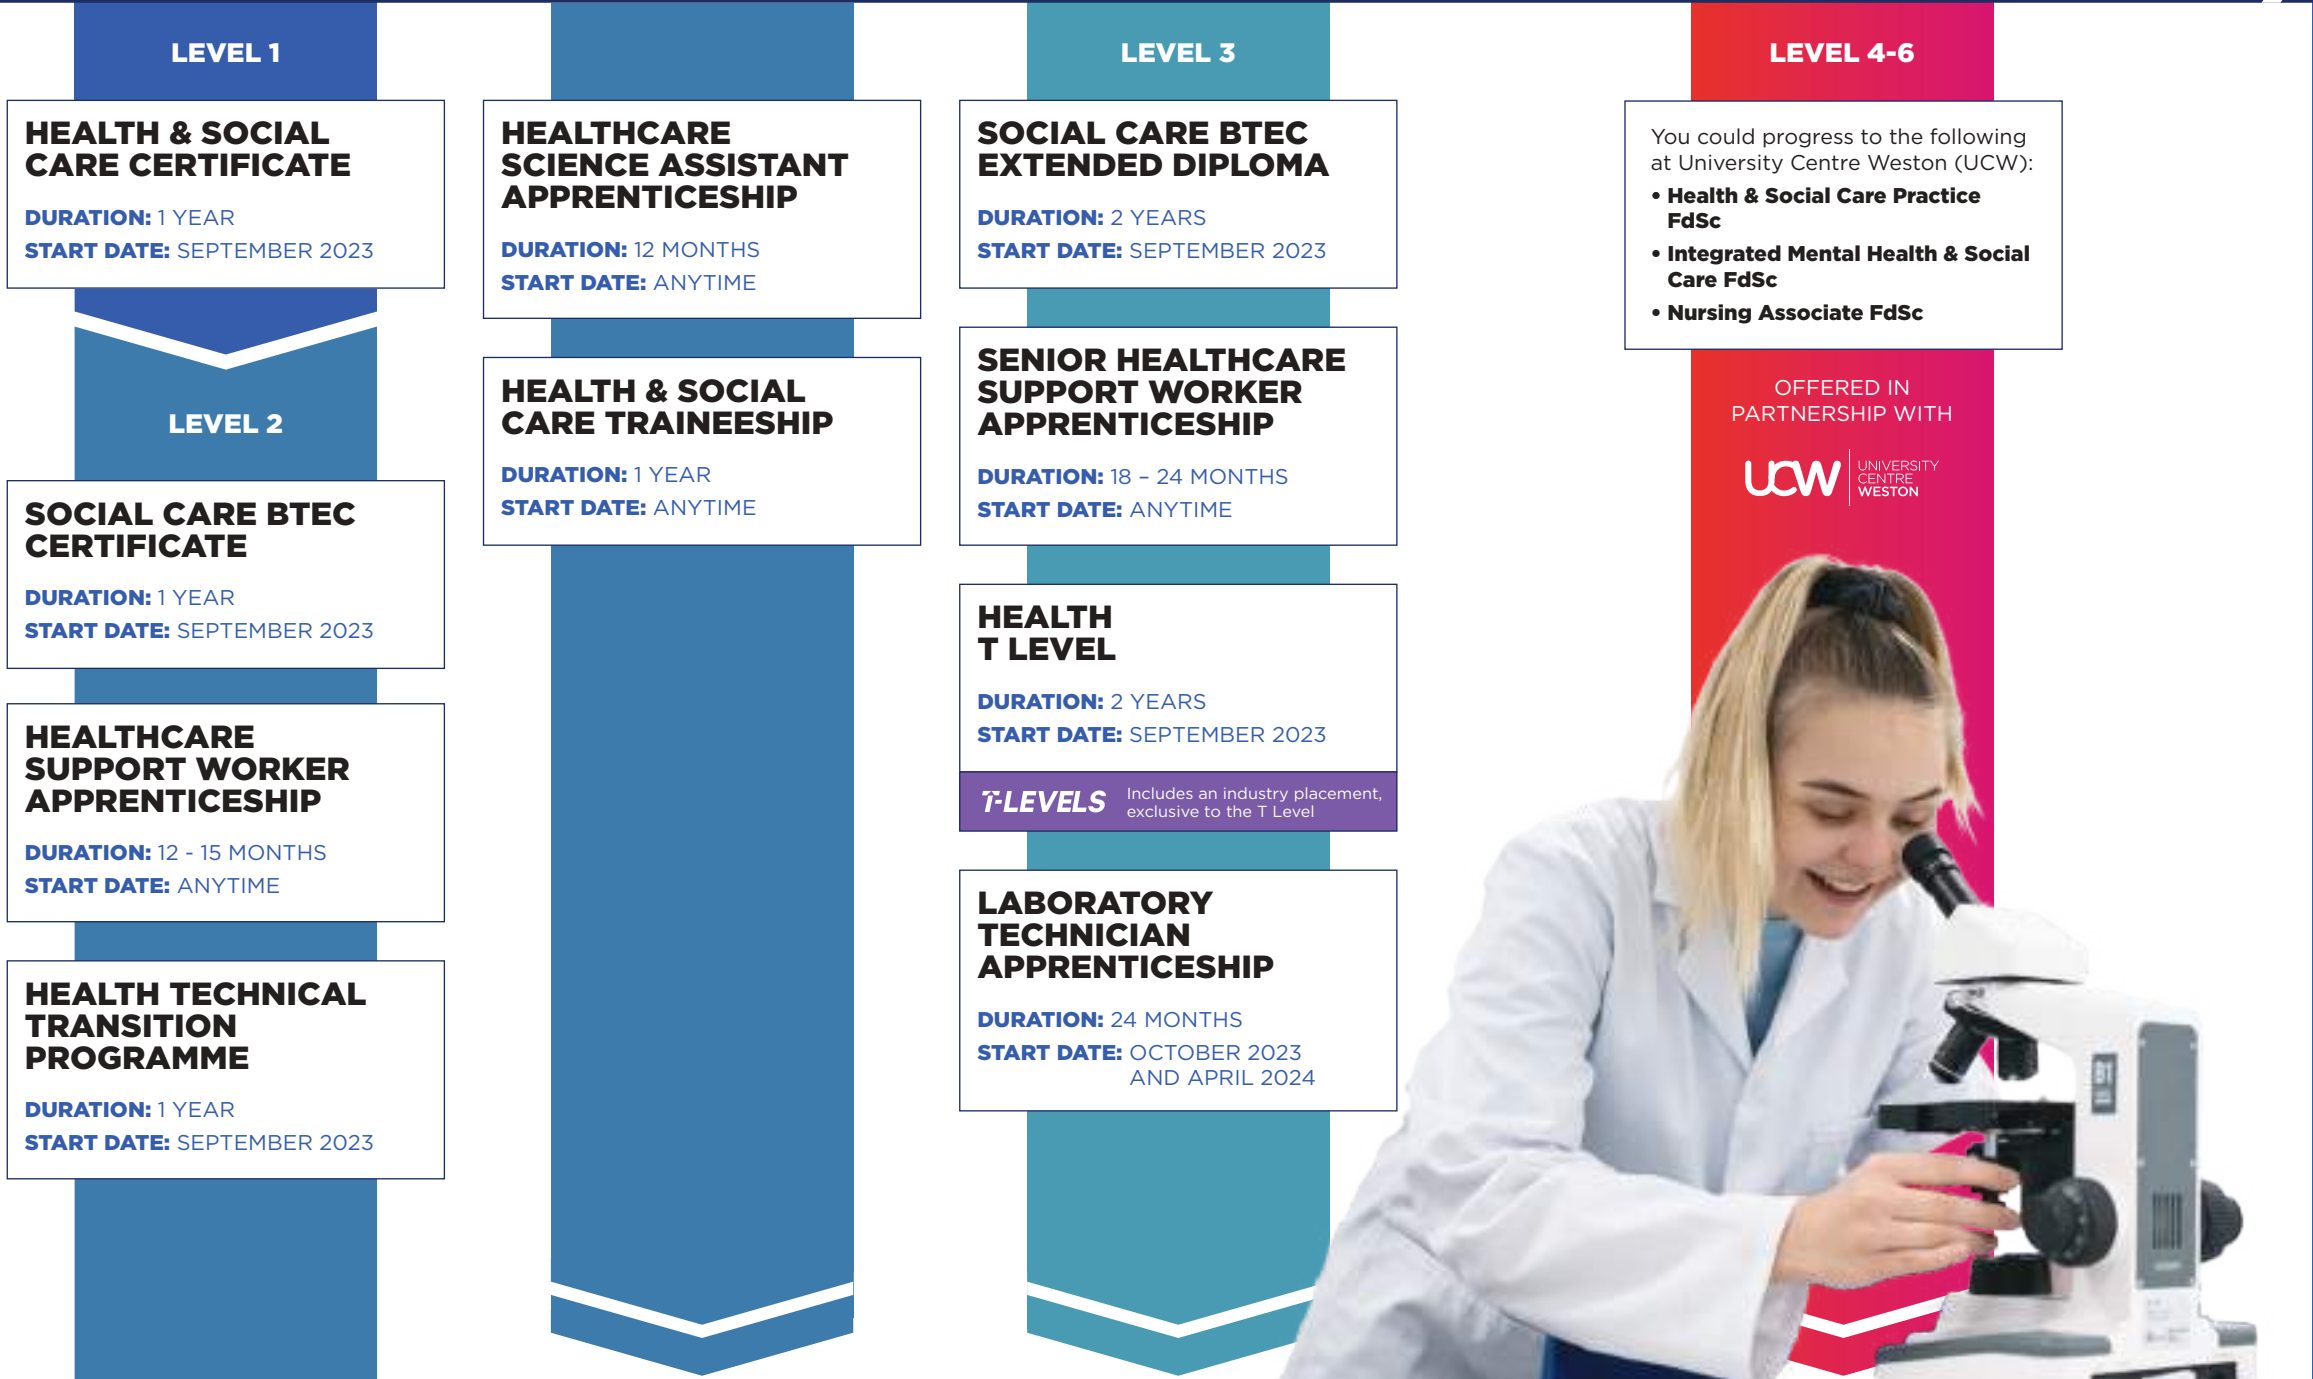 LEVEL 1
HEALTH & SOCIAL
CARE CERTIFICATE
DURATION: 1 YEAR
START DATE: SEPTEMBER 2023
LEVEL 2
SOCIAL CARE BTEC
CERTIFICATE
DURATION: 1 YEAR
START DATE: SEPTEMBER 2023
HEALTHCARE
SUPPORT WORKER
APPRENTICESHIP
DURATION: 12 - 15 MONTHS
START DATE: ANYTIME
HEALTH TECHNICAL
TRANSITION
PROGRAMME
DURATION: 1 YEAR
START DATE: SEPTEMBER 2023
HEALTHCARE
SCIENCE ASSISTANT
APPRENTICESHIP
DURATION: 12 MONTHS
START DATE: ANYTIME
HEALTH & SOCIAL
CARE TRAINEESHIP
DURATION: 1 YEAR
START DATE: ANYTIME
LEVEL 3
SOCIAL CARE BTEC
EXTENDED DIPLOMA
DURATION: 2 YEARS
START DATE: SEPTEMBER 2023
SENIOR HEALTHCARE
SUPPORT WORKER
APPRENTICESHIP
DURATION: 18 – 24 MONTHS
START DATE: ANYTIME
HEALTH
T LEVEL
DURATION: 2 YEARS
START DATE: SEPTEMBER 2023
T-LEVELS
Includes an industry placement,
exclusive to the T Level
LABORATORY
TECHNICIAN
APPRENTICESHIP
DURATION: 24 MONTHS
START DATE: OCTOBER 2023
AND APRIL 2024
LEVEL 4-6
You could progress to the following
at University Centre Weston (UCW):
• Health & Social Care Practice
FdSc
• Integrated Mental Health & Social
Care FdSc
• Nursing Associate FdSc
OFFERED IN
PARTNERSHIP WITH
UCW
UNIVERSITY
CENTRE
WESTON